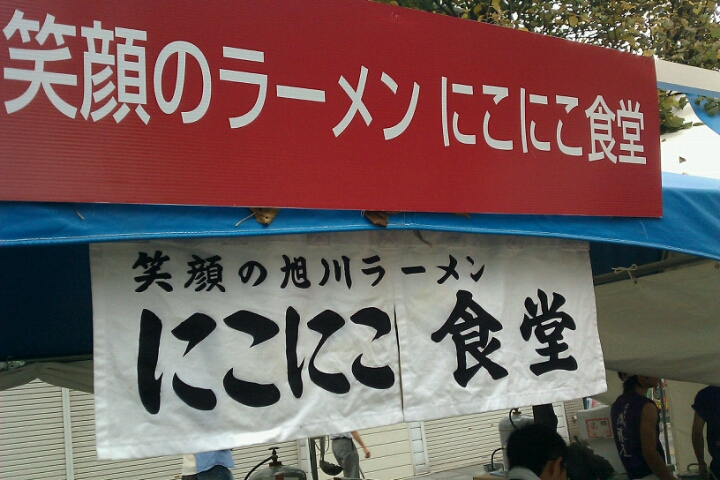 笑顔のラーメン にこにこ食堂
笑顔の旭川ラーメン
にこにこ 食堂